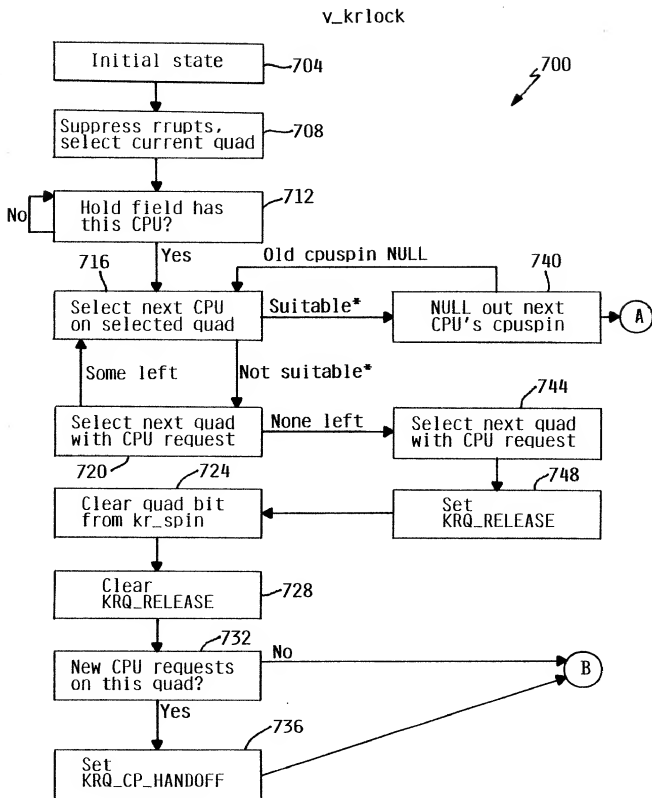 v_krlock
Initial state
704
700
Suppress rrupts,
select current quad
708
712
No
Hold field has
this CPU?
Yes
Old cpuspin NULL
716
740
Select next CPU
on selected quad
Suitable*
NULL out next
CPU's cpuspin
A
Some left
Not suitable*
744
Select next quad
with CPU request
None left
Select next quad
with CPU request
720
724
748
Clear quad bit
from kr_spin
Set
KRQ_RELEASE
Clear
KRQ_RELEASE
728
732
New CPU requests
on this quad?
No
B
Yes
736
Set
KRQ_CP_HANDOFF